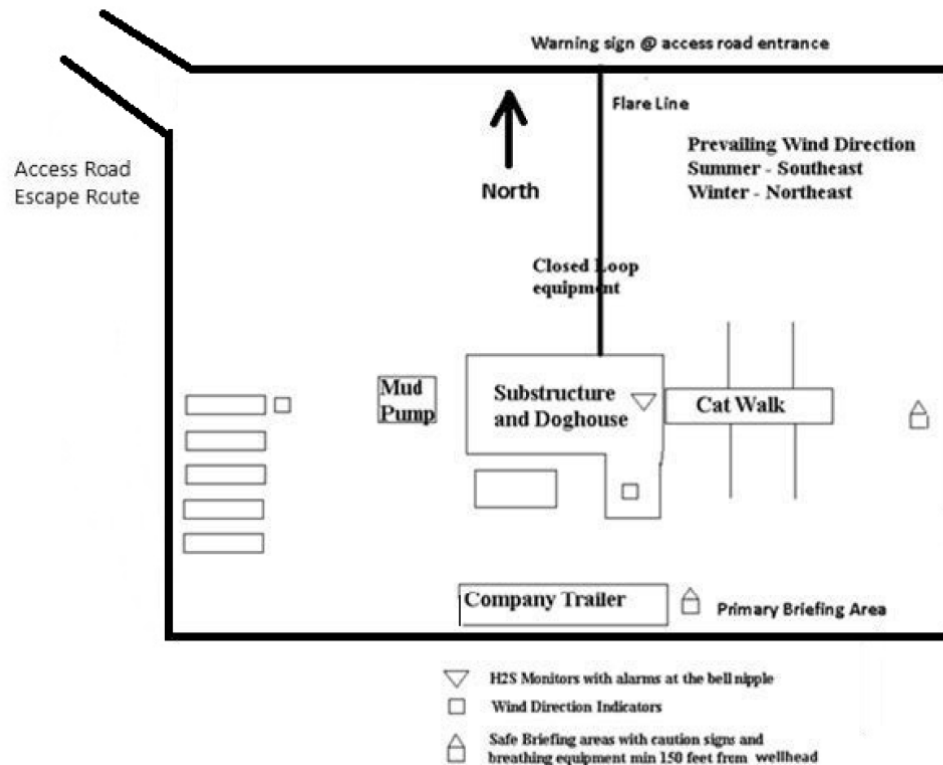 Warning sign @ access road entrance
Flare Line
Prevailing Wind Direction
Summer - Southeast
Winter - Northeast
Access Road
Escape Route
North
Closed Loop
equipment
Mud
Pump
Substructure
and Doghouse
Cat Walk
Company Trailer
Primary Briefing Area
H2S Monitors with alarms at the bell nipple
Wind Direction Indicators
Safe Briefing areas with caution signs and
breathing equipment min 150 feet from wellhead